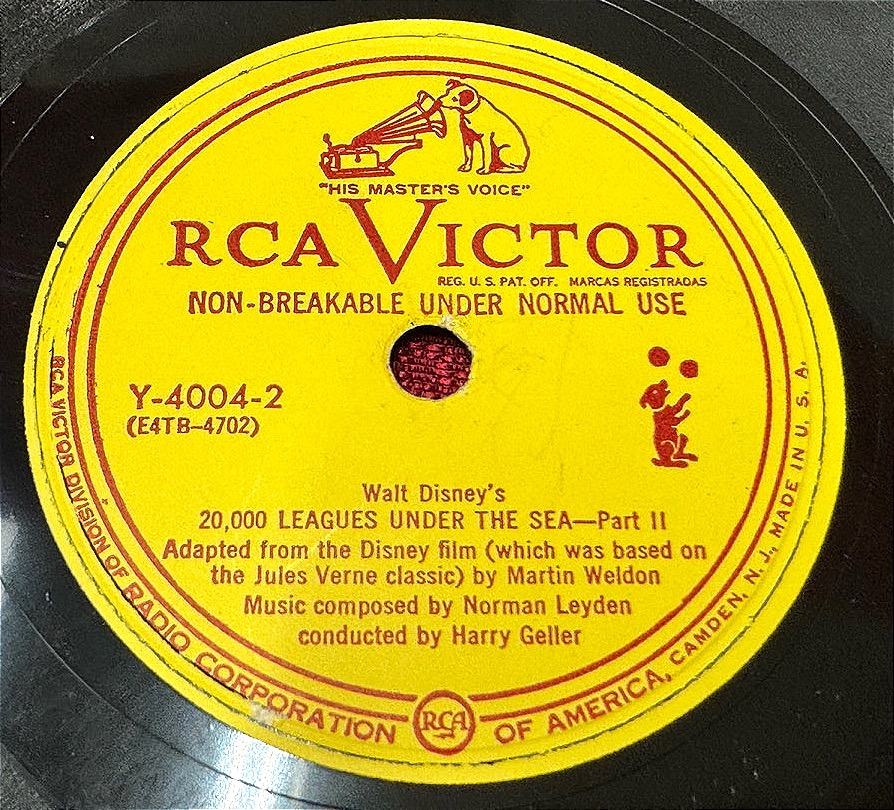 "HIS MASTER'S VOICE"
RCA VICTOR
REG. U. S. PAT. OFF. MARCAS REGISTRADAS
NON-BREAKABLE UNDER NORMAL USE
Y-4004-2
(E4TB-4702)
Walt Disney's
20,000 LEAGUES UNDER THE SEA—Part II
Adapted from the Disney film (which was based on
the Jules Verne classic) by Martin Weldon
Music composed by Norman Leyden
conducted by Harry Geller
RCA VICTOR DIVISION OF RADIO CORPORATION OF AMERICA, CAMDEN, N. J., MADE IN U. S. A.
RCA